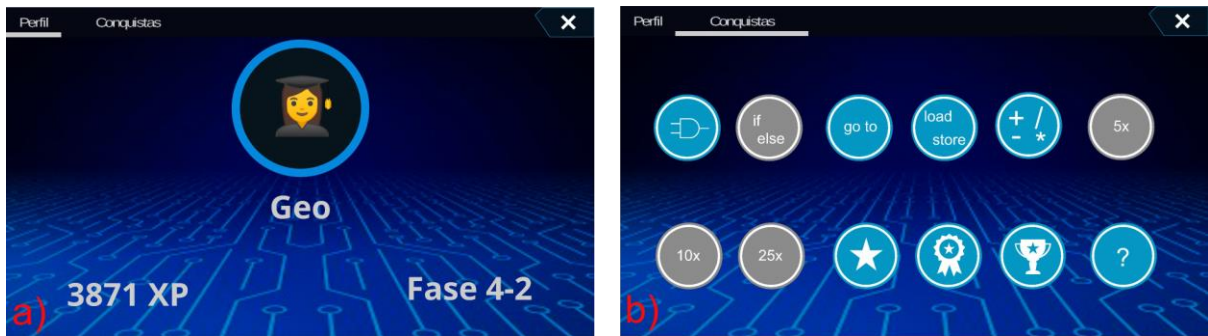 Perfil Conquistas ×
Geo
3871 XP Fase 4-2
a)
Perfil Conquistas ×
if
else
go to
load
store
+ /
- *
5x
10x
25x
?
b)